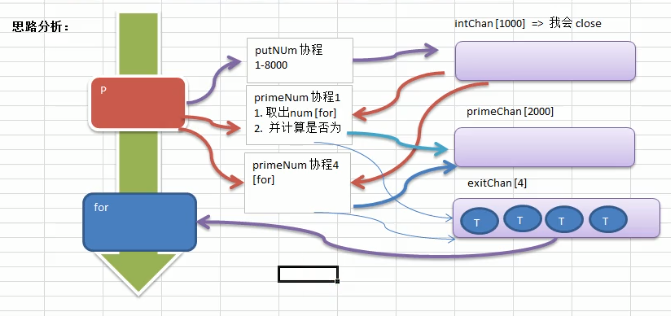 思路分析：
putNUm 协程
1-8000
intChan [1000] => 我会 close
P
primeNum 协程1
1. 取出num [for]
2. 并计算是否为
primeChan [2000]
primeNum 协程4
[for]
exitChan [4]
for
T T T T